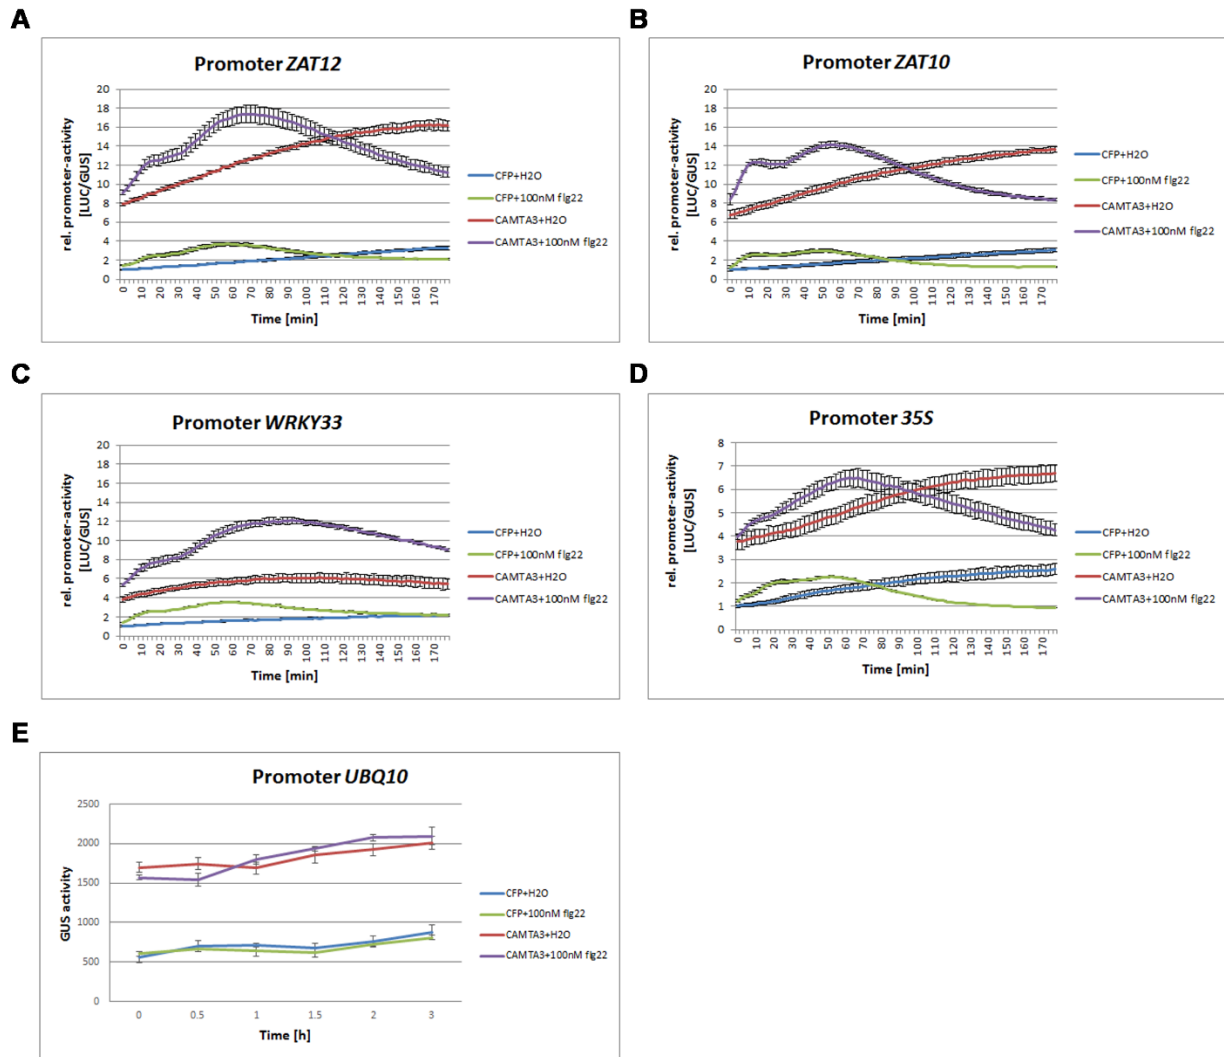 A
Promoter ZAT12
rel. promoter-activity
[LUC/GUS]
20
18
16
14
12
10
8
6
4
2
0
0 10 20 30 40 50 60 70 80 90 100 110 120 130 140 150 160 170
Time [min]
CFP+H2O
CFP+100nM flg22
CAMTA3+H2O
CAMTA3+100nM flg22
B
Promoter ZAT10
rel. promoter-activity
[LUC/GUS]
20
18
16
14
12
10
8
6
4
2
0
0 10 20 30 40 50 60 70 80 90 100 110 120 130 140 150 160 170
Time [min]
CFP+H2O
CFP+100nM flg22
CAMTA3+H2O
CAMTA3+100nM flg22
C
Promoter WRKY33
rel. promoter-activity
[LUC/GUS]
20
18
16
14
12
10
8
6
4
2
0
0 10 20 30 40 50 60 70 80 90 100 110 120 130 140 150 160 170
Time [min]
CFP+H2O
CFP+100nM flg22
CAMTA3+H2O
CAMTA3+100nM flg22
D
Promoter 35S
rel. promoter-activity
[LUC/GUS]
8
7
6
5
4
3
2
1
0
0 10 20 30 40 50 60 70 80 90 100 110 120 130 140 150 160 170
Time [min]
CFP+H2O
CFP+100nM flg22
CAMTA3+H2O
CAMTA3+100nM flg22
E
Promoter UBQ10
GUS activity
2500
2000
1500
1000
500
0
0 0.5 1 1.5 2 3
Time [h]
CFP+H2O
CFP+100nM flg22
CAMTA3+H2O
CAMTA3+100nM flg22